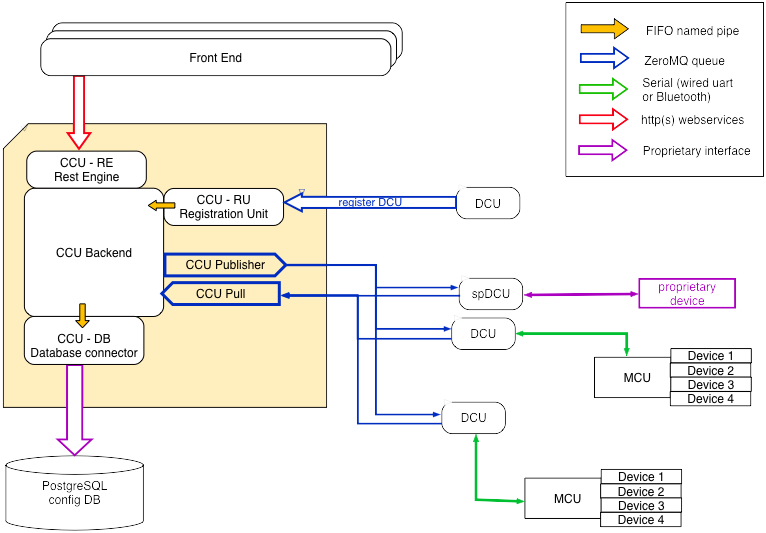 Front End
FIFO named pipe
ZeroMQ queue
Serial (wired uart
or Bluetooth)
http(s) webservices
Proprietary interface
CCU - RE
Rest Engine
CCU - RU
Registration Unit
register DCU
DCU
CCU Backend
CCU Publisher
CCU Pull
spDCU
proprietary
device
DCU
CCU - DB
Database connector
MCU
Device 1
Device 2
Device 3
Device 4
DCU
PostgreSQL
config DB
MCU
Device 1
Device 2
Device 3
Device 4